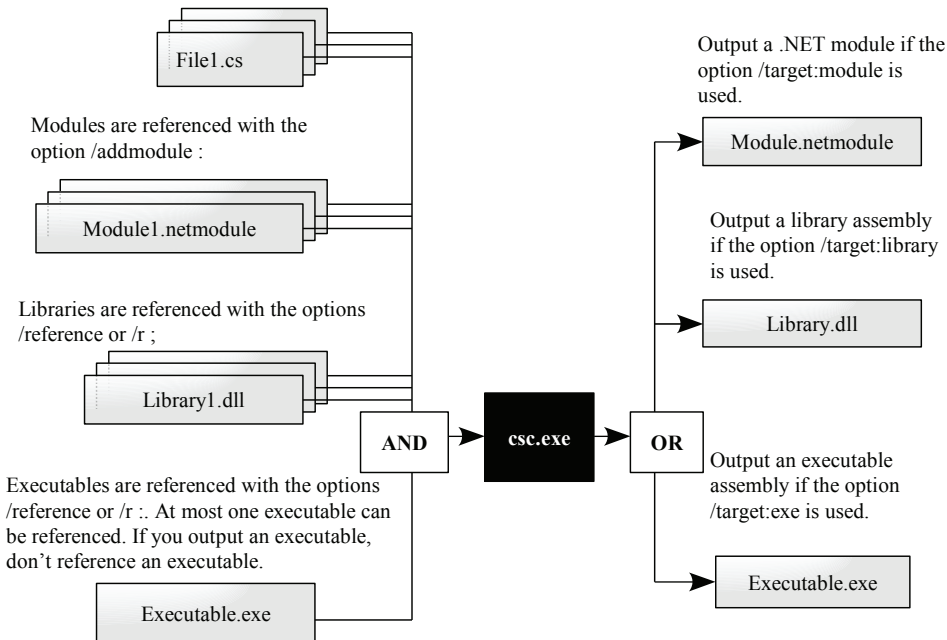 File1.cs
Modules are referenced with the
option /addmodule :
Module1.netmodule
Libraries are referenced with the options
/reference or /r ;
Library1.dll
Executables are referenced with the options
/reference or /r :. At most one executable can
be referenced. If you output an executable,
don’t reference an executable.
Executable.exe
AND
csc.exe
OR
Output a .NET module if the
option /target:module is
used.
Module.netmodule
Output a library assembly
if the option /target:library
is used.
Library.dll
Output an executable
assembly if the option
/target:exe is used.
Executable.exe